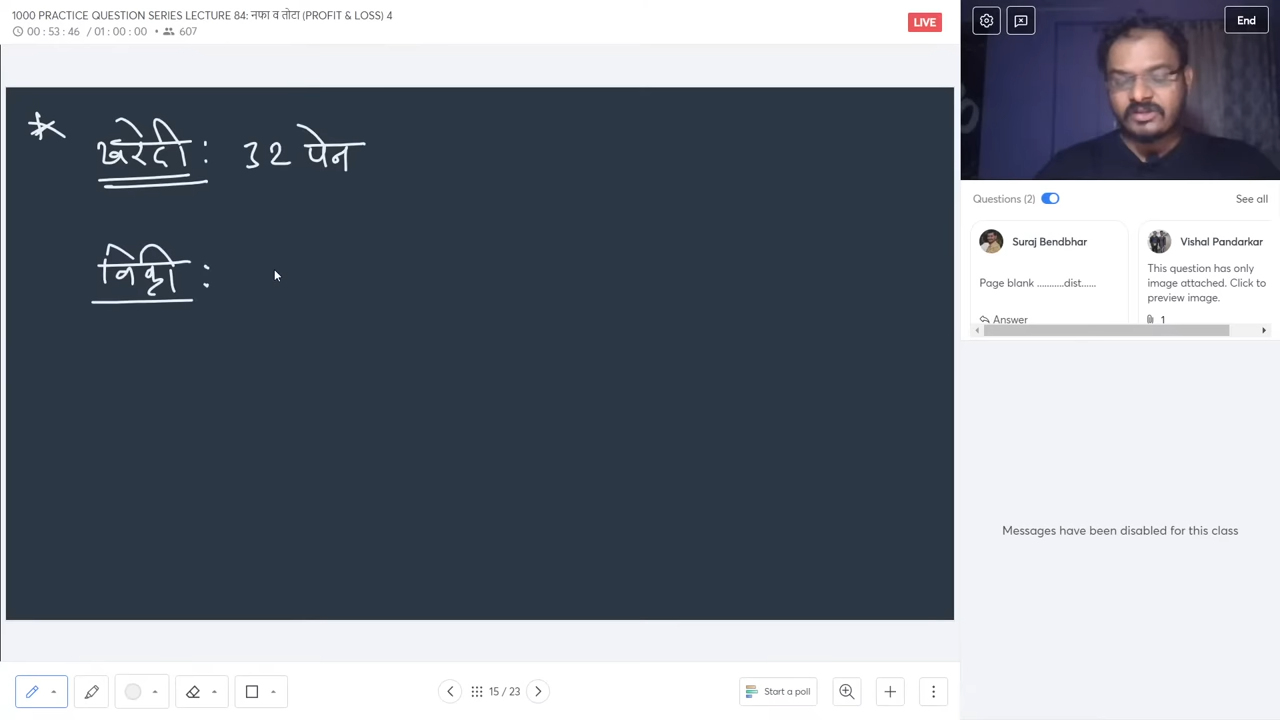 1000 PRACTICE QUESTION SERIES LECTURE 84: नफा व तोटा (PROFIT & LOSS) 4
00 : 53 : 46 / 01 : 00 : 00 • 607
LIVE
End
खरेदी : 32 पेन
विक्री :
Questions (2)
See all
Suraj Bendbhar
Page blank ...........dist......
Answer
Vishal Pandarkar
This question has only
image attached. Click to
preview image.
1
Messages have been disabled for this class
15 / 23
Start a poll